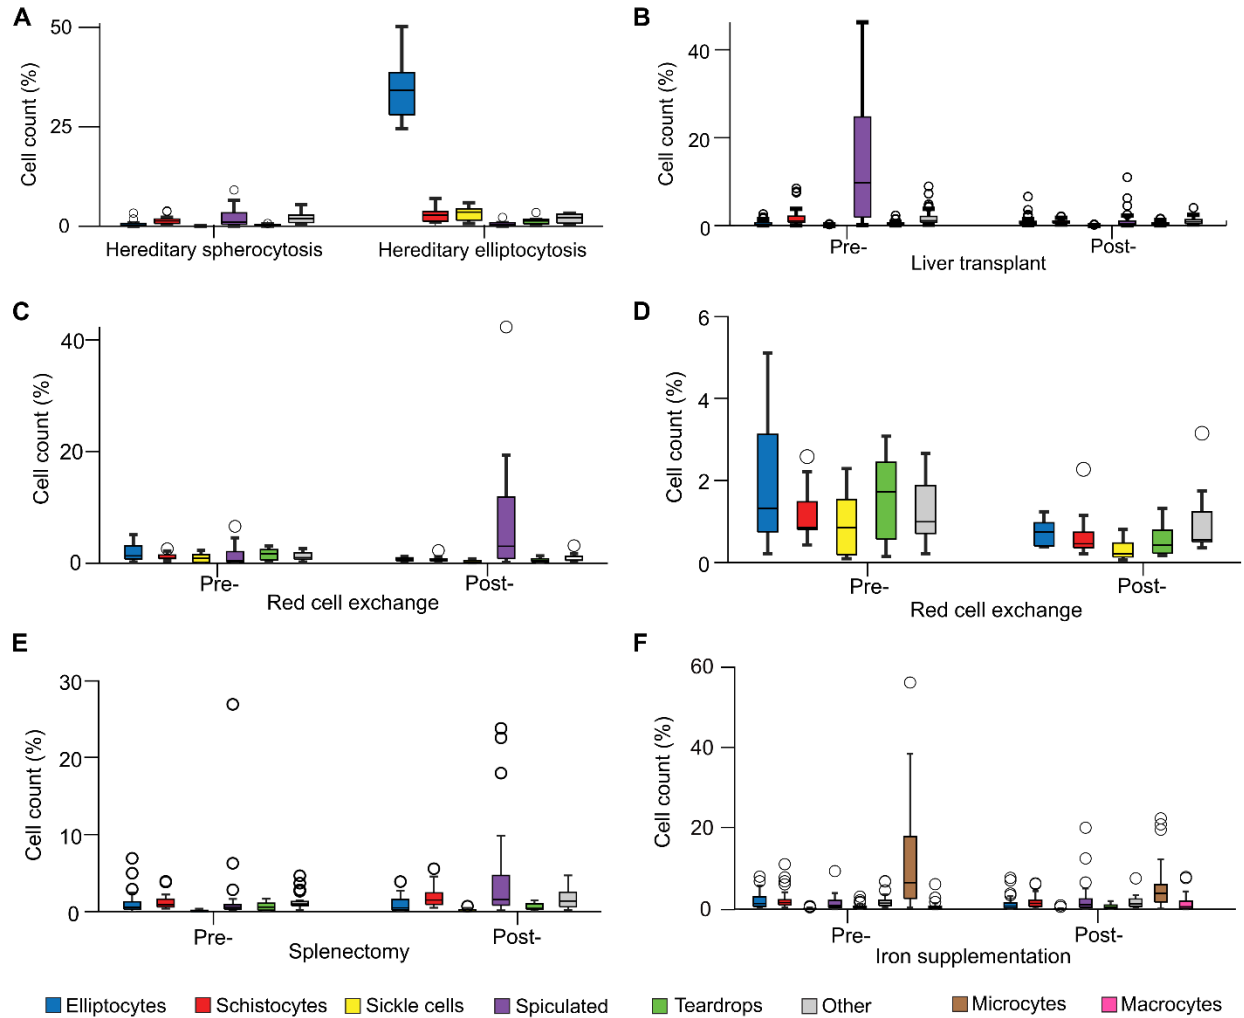 A
Cell count (%)
50
25
0
Hereditary spherocytosis
Hereditary elliptocytosis
B
Cell count (%)
40
20
0
Pre-
Post-
Liver transplant
C
Cell count (%)
40
20
0
Pre-
Post-
Red cell exchange
D
Cell count (%)
6
4
2
0
Pre-
Post-
Red cell exchange
E
Cell count (%)
30
20
10
0
Pre-
Post-
Splenectomy
F
Cell count (%)
60
40
20
0
Pre-
Post-
Iron supplementation
Elliptocytes Schistocytes Sickle cells Spiculated Teardrops Other Microcytes Macrocytes